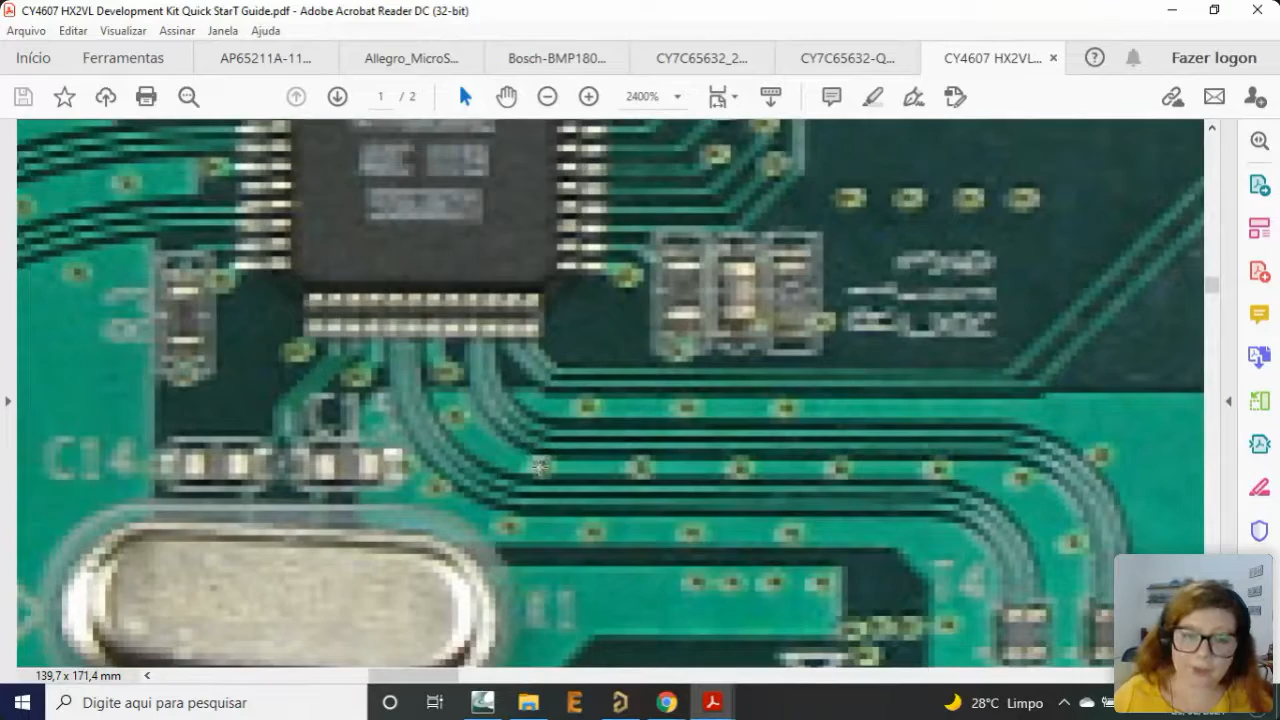 CY4607 HX2VL Development Kit Quick StarT Guide.pdf - Adobe Acrobat Reader DC (32-bit)
Arquivo Editar Visualizar Assinar Janela Ajuda
Início Ferramentas AP65211A-11... Allegro_MicroS... Bosch-BMP180... CY7C65632_2... CY7C65632-Q... CY4607 HX2VL... Fazer logon
1 / 2 2400%
C14
139,7 x 171,4 mm
Digite aqui para pesquisar 28°C Limpo